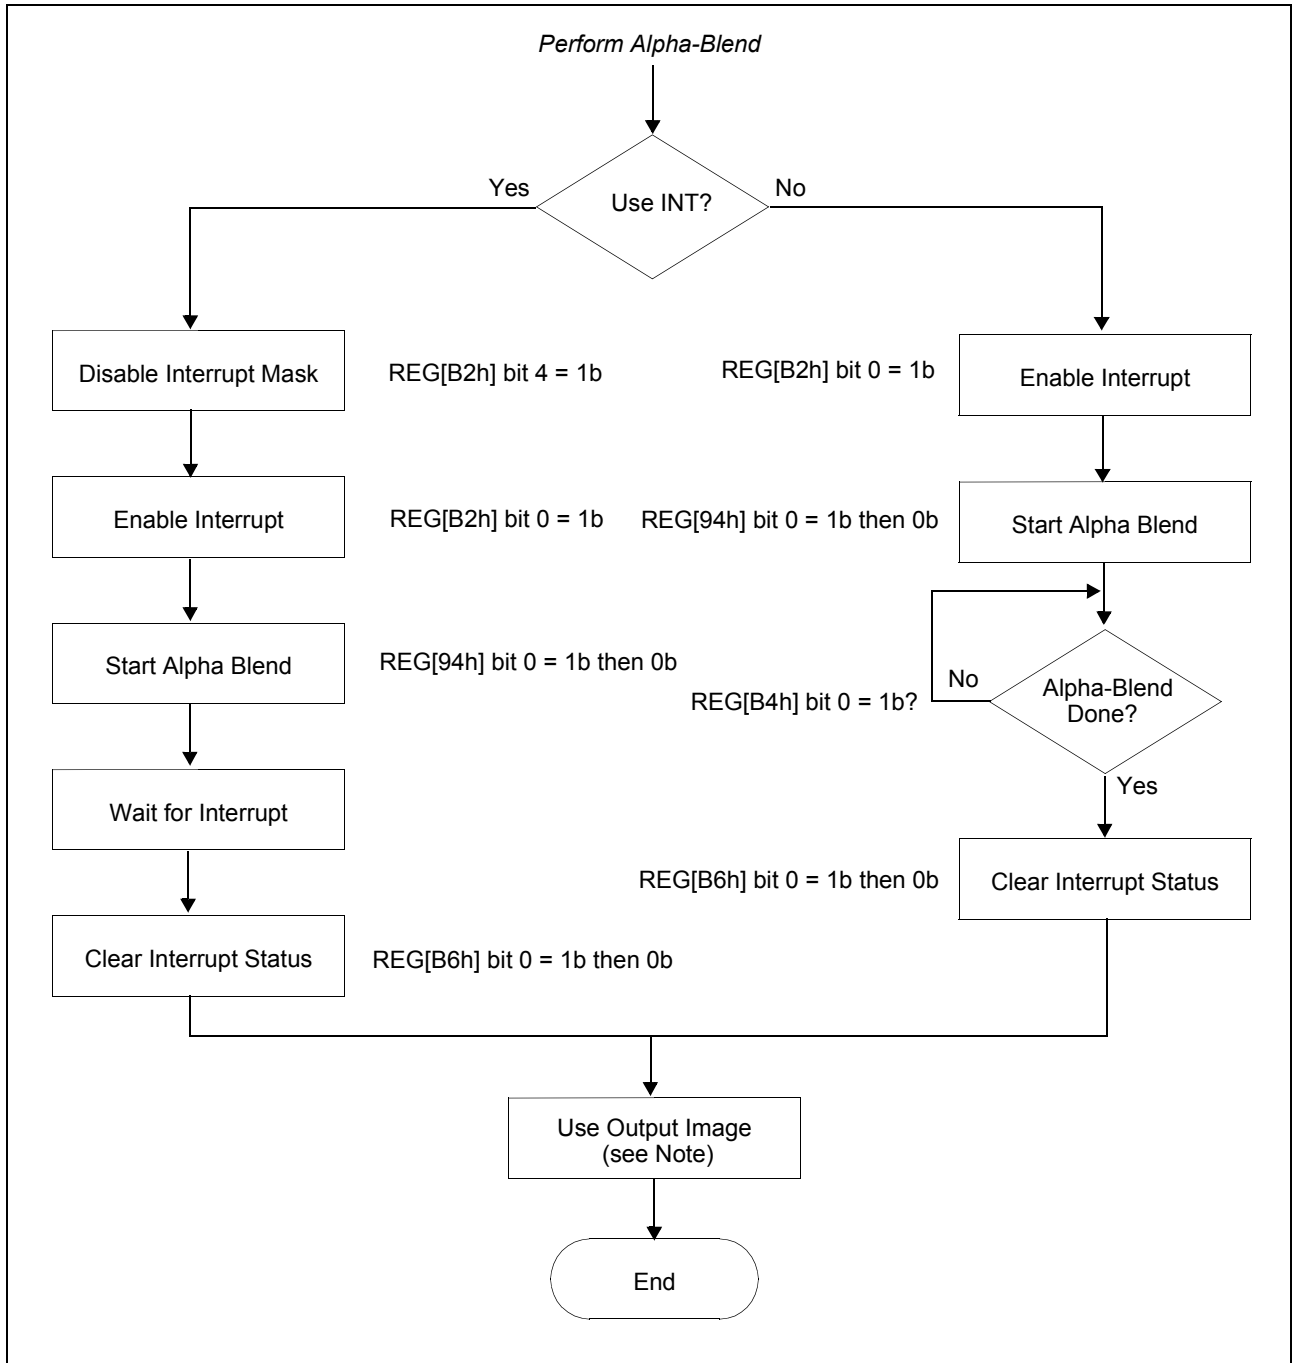 Perform Alpha-Blend
Use INT?
Yes
No
Disable Interrupt Mask
REG[B2h] bit 4 = 1b
Enable Interrupt
REG[B2h] bit 0 = 1b
Start Alpha Blend
REG[94h] bit 0 = 1b then 0b
Wait for Interrupt
Clear Interrupt Status
REG[B6h] bit 0 = 1b then 0b
REG[B2h] bit 0 = 1b
Enable Interrupt
REG[94h] bit 0 = 1b then 0b
Start Alpha Blend
No
Alpha-Blend
Done?
REG[B4h] bit 0 = 1b?
Yes
REG[B6h] bit 0 = 1b then 0b
Clear Interrupt Status
Use Output Image
(see Note)
End